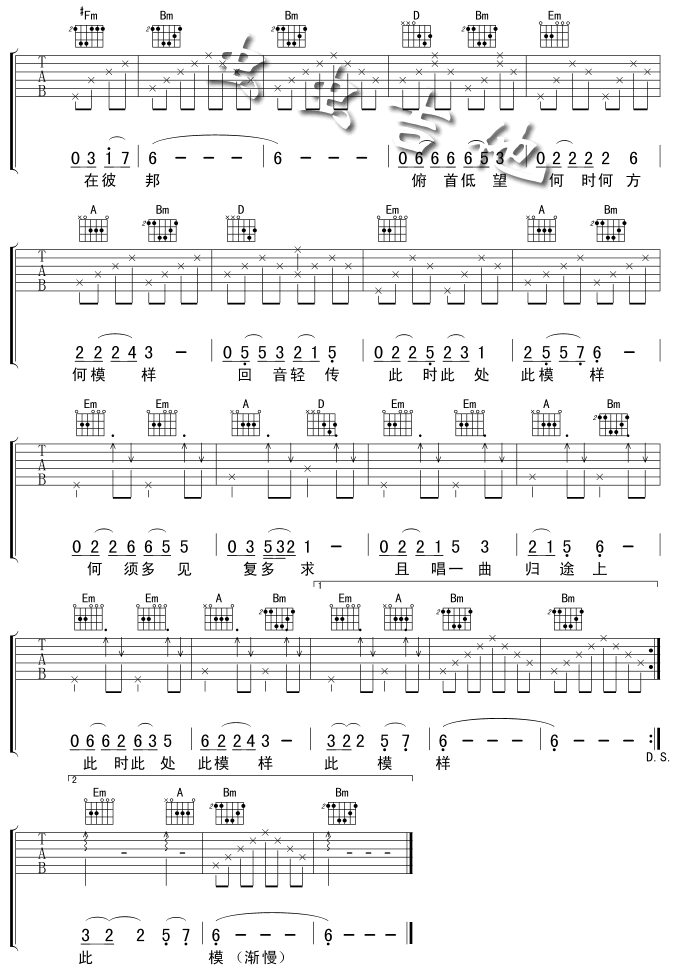 #Fm Bm Bm D Bm Em
虫虫吉他
T A B
0 3 1 7 6 - - - 6 - - - 0 6 6 6 6 5 3 0 2 2 2 2 6
在彼 邦 俯 首低 望 何 时何 方
A Bm D Em A Bm
T A B
2 2 2 4 3 - 0 5 5 3 2 1 5 0 2 2 5 2 3 1 2 5 5 7 6 -
何模 样 回 音轻 传 此 时此 处 此模 样
Em Em A D Em Em A Bm
T A B
0 2 2 6 6 5 5 0 3 5 3 2 1 - 0 2 2 1 5 3 2 1 5 6 -
何 须多 见 复多 求 且 唱一 曲 归 途 上
1
Em Em A Bm Em A Bm Bm
T A B
0 6 6 2 6 3 5 6 2 2 4 3 - 3 2 2 5 7 6 - - - 6 - - -
此 时此 处 此模 样 此 模 样
D.S.
2
Em A Bm Bm
T A B
3 2 2 5 7 6 - - - 6 - - -
此 模（渐慢）